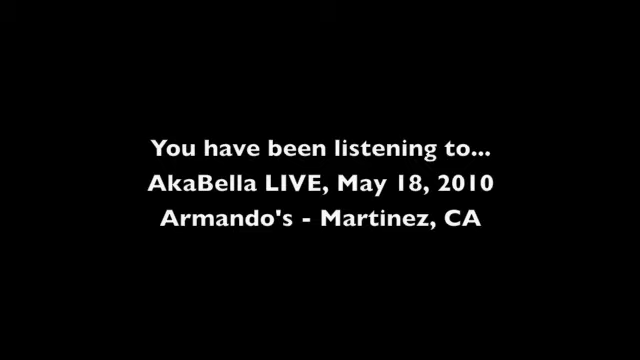 You have been listening to...
AkaBella LIVE, May 18, 2010
Armando's - Martinez, CA